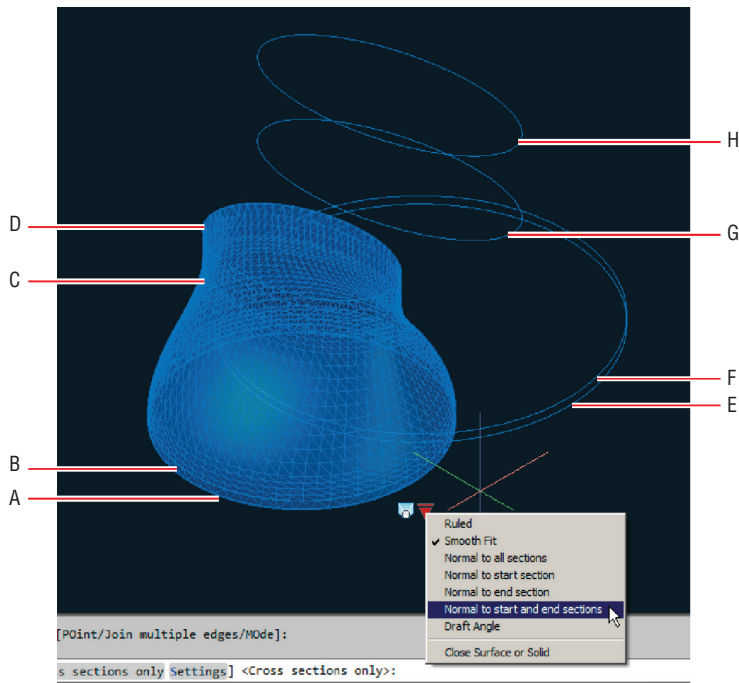 H
D
G
C
F
E
B
A
Ruled
Smooth Fit
Normal to all sections
Normal to start section
Normal to end section
Normal to start and end sections
Draft Angle
Close Surface or Solid
[POint/Join multiple edges/MOde]:
s sections only Settings] <Cross sections only>: